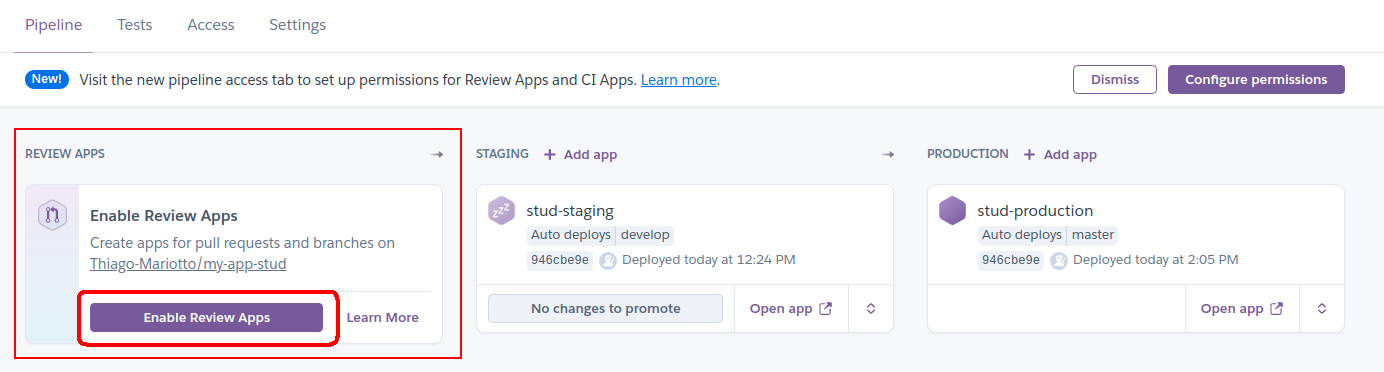 Pipeline Tests Access Settings
New! Visit the new pipeline access tab to set up permissions for Review Apps and CI Apps. Learn more. Dismiss Configure permissions
REVIEW APPS
Enable Review Apps
Create apps for pull requests and branches on
Thiago-Mariotto/my-app-stud
Enable Review Apps Learn More
STAGING + Add app
zzZ
stud-staging
Auto deploys develop
946cbe9e Deployed today at 12:24 PM
No changes to promote Open app
PRODUCTION + Add app
stud-production
Auto deploys master
946cbe9e Deployed today at 2:05 PM
Open app